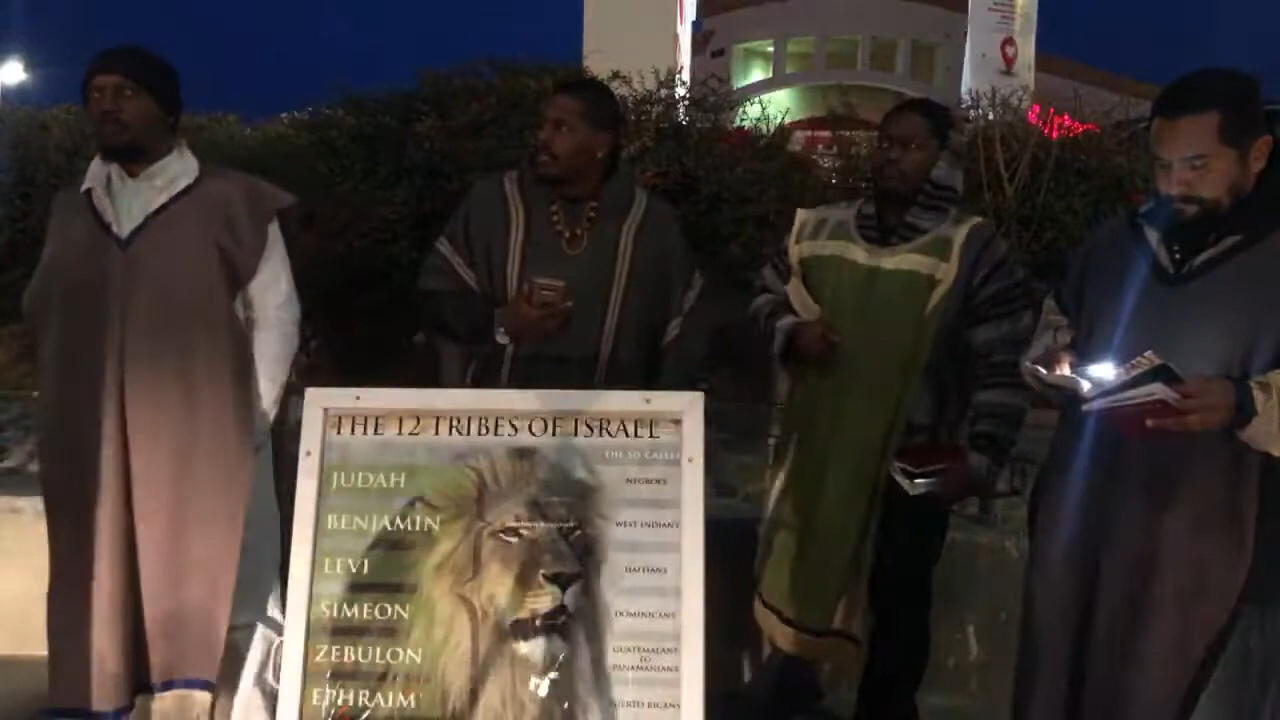 THE 12 TRIBES OF ISRAEL
THE SO CALLED
JUDAH
NEGROES
BENJAMIN
WEST INDIANS
LEVI
HAITIANS
SIMEON
DOMINICANS
ZEBULON
GUATEMALANS
TO
PANAMANIANS
EPHRAIM
PUERTO RICANS